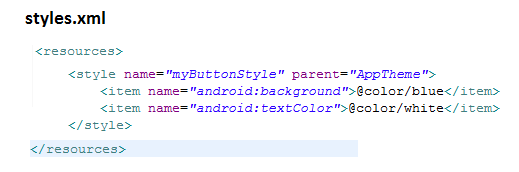 styles.xml
<resources>
<style name="myButtonStyle" parent="AppTheme">
<item name="android:background">@color/blue</item>
<item name="android:textColor">@color/white</item>
</style>
</resources>